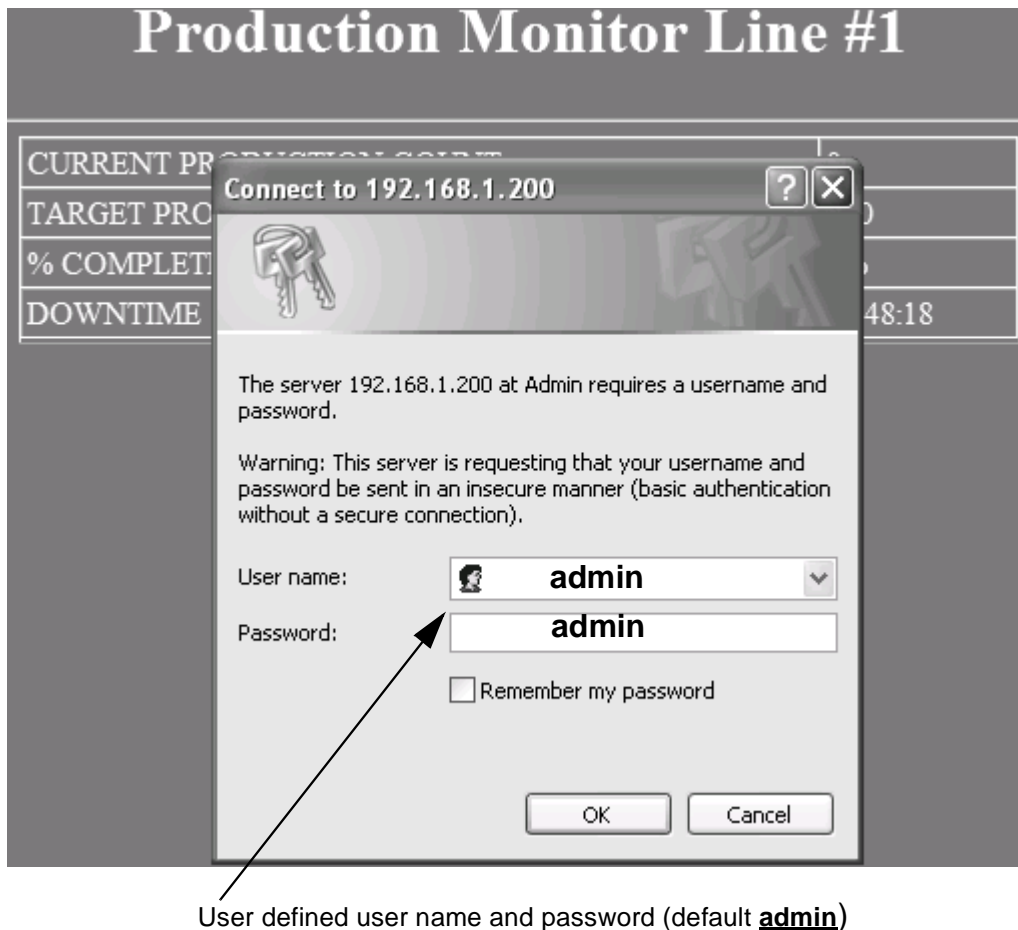 Production Monitor Line #1
CURRENT
TARGET
% 
DOWNTIME 48:18
Connect to 192.168.1.200
The server 192.168.1.200 at Admin requires a username and
password.
Warning: This server is requesting that your username and
password be sent in an insecure manner (basic authentication
without a secure connection).
User name: admin
Password: admin
Remember my password
OK Cancel
User defined user name and password (default admin)